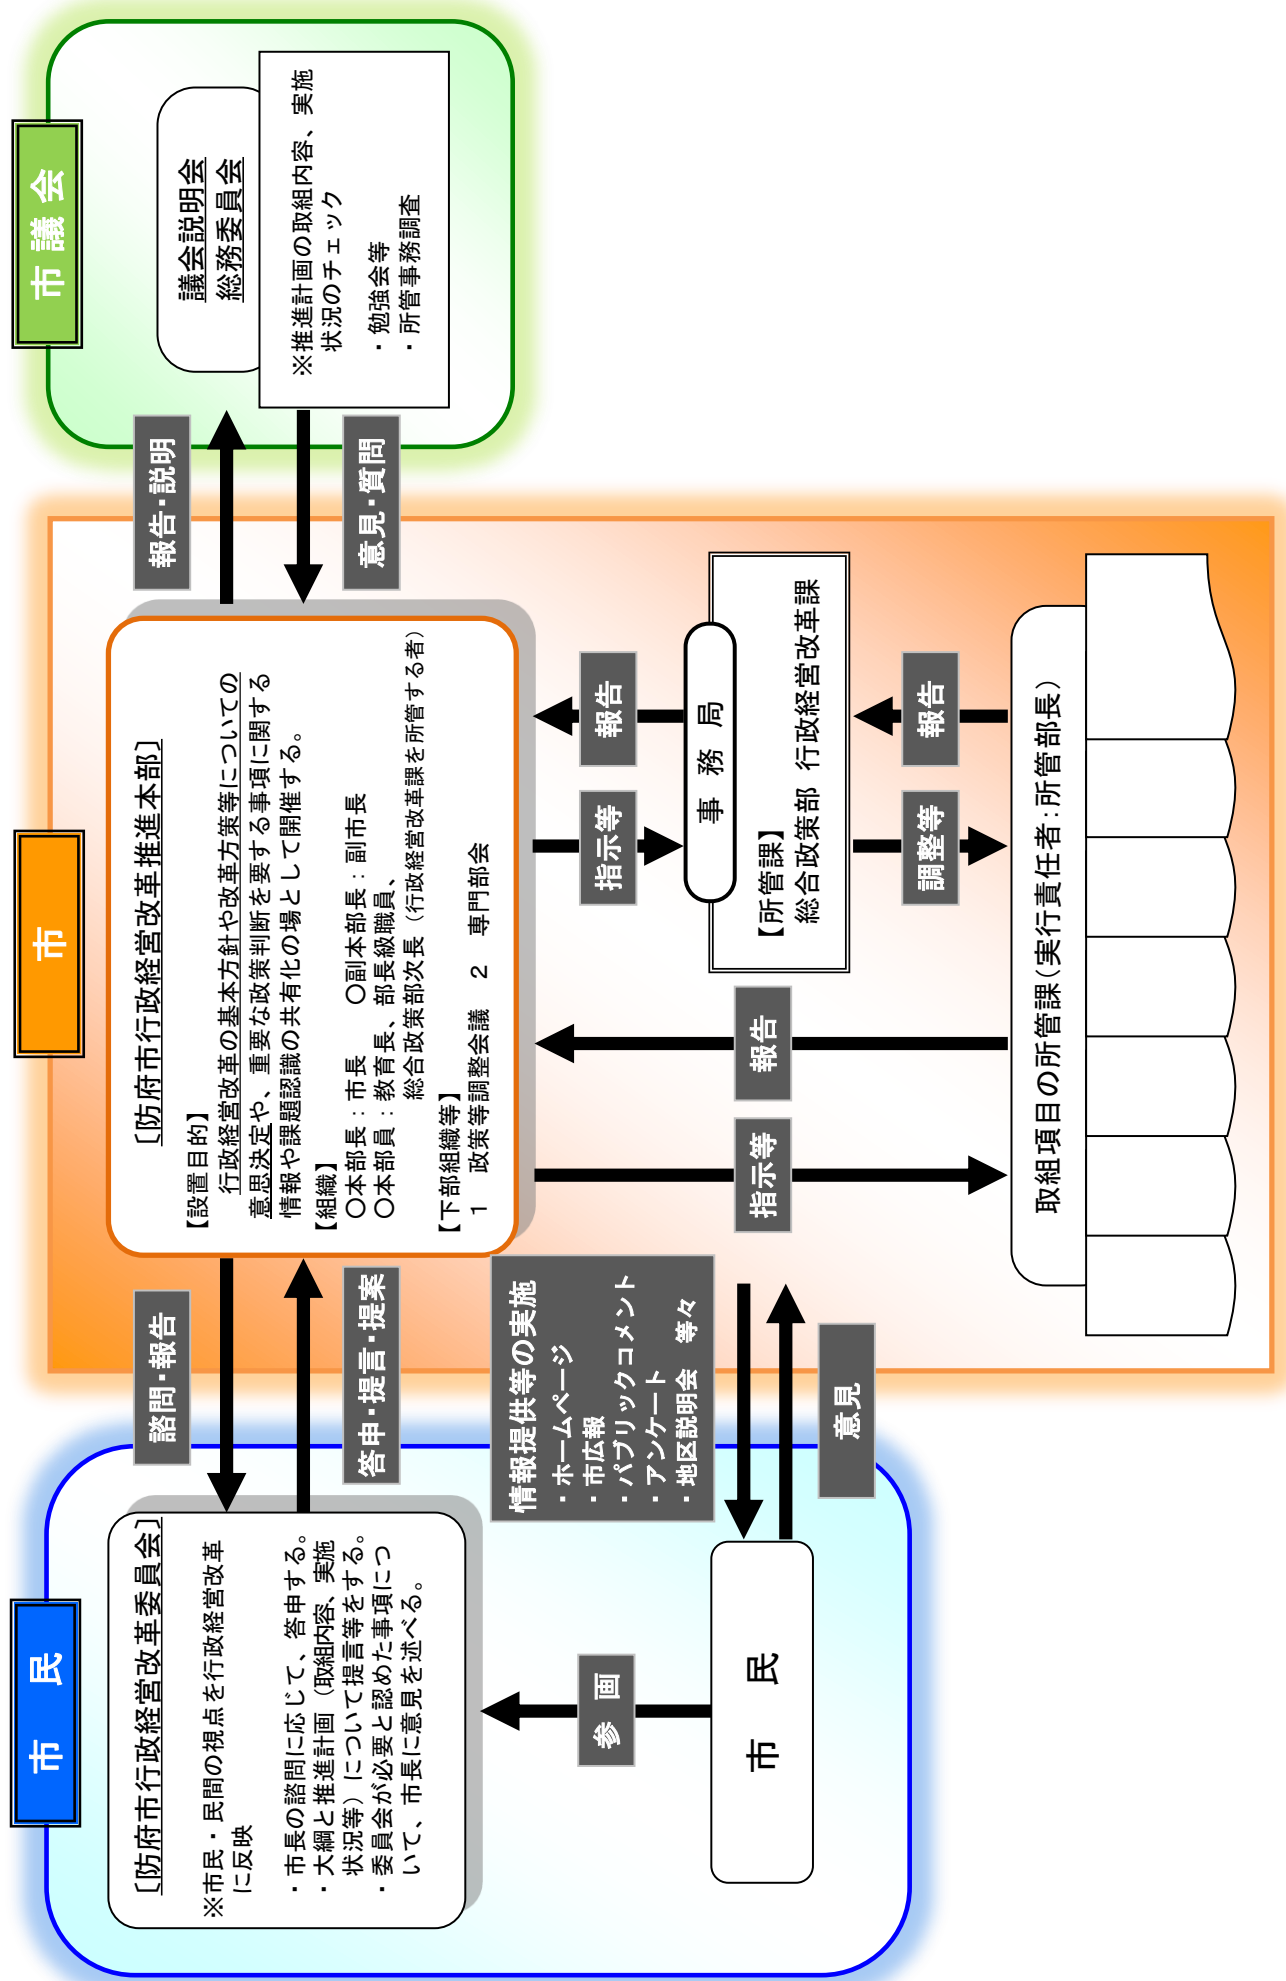 市　民
〔防府市行政経営改革委員会〕
※市民・民間の視点を行政経営改革
に反映
・市長の諮問に応じて、答申する。
・大綱と推進計画（取組内容、実施
状況等）について提言等をする。
・委員会が必要と認めた事項につ
いて、市長に意見を述べる。
参　画
市　民
諮問・報告
答申・提言・提案
情報提供等の実施
・ホームページ
・市広報
・パブリックコメント
・アンケート
・地区説明会　等々
意見
市
〔防府市行政経営改革推進本部〕
【設置目的】
行政経営改革の基本方針や改革方策等についての
意思決定や、重要な政策判断を要する事項に関する
情報や課題認識の共有化の場として開催する。
【組織】
〇本部長：市長　　〇副本部長：副市長
〇本部員：教育長、部長級職員、
総合政策部次長（行政経営改革課を所管する者）
【下部組織等】
１　政策等調整会議　２　専門部会
指示等
報告
事　務　局
【所管課】
総合政策部　行政経営改革課
調整等
報告
指示等
報告
取組項目の所管課（実行責任者：所管部長）
報告・説明
意見・質問
市議会
議会説明会
総務委員会
※推進計画の取組内容、実施
状況のチェック
・勉強会等
・所管事務調査